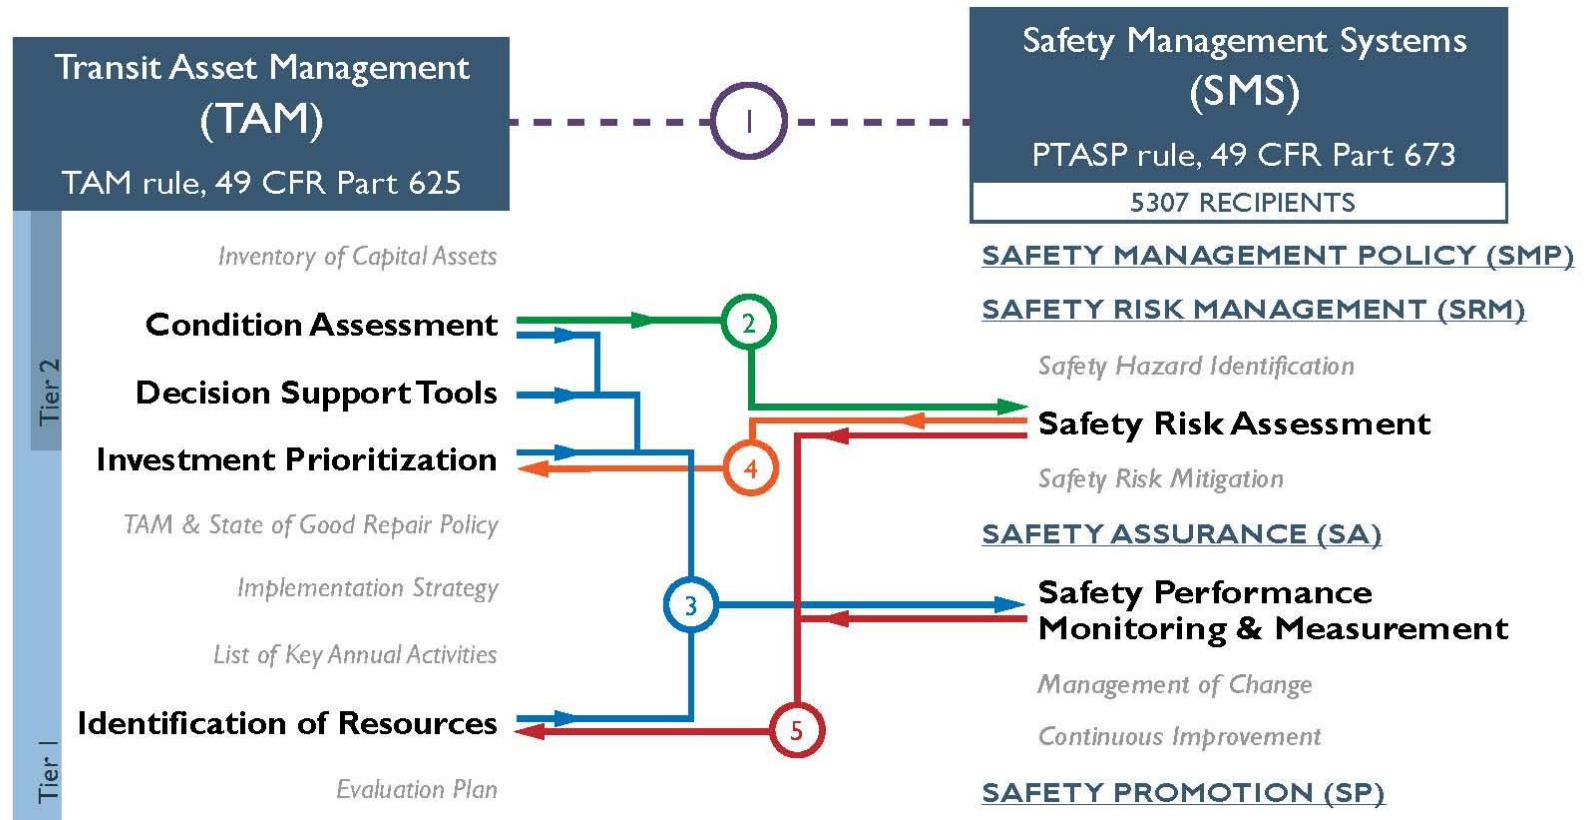 Transit Asset Management
(TAM)
TAM rule, 49 CFR Part 625
1
Safety Management Systems
(SMS)
PTASP rule, 49 CFR Part 673
5307 RECIPIENTS
Tier 2
Tier 1
Inventory of Capital Assets
Condition Assessment
Decision Support Tools
Investment Prioritization
TAM & State of Good Repair Policy
Implementation Strategy
List of Key Annual Activities
Identification of Resources
Evaluation Plan
2
4
3
5
SAFETY MANAGEMENT POLICY (SMP)
SAFETY RISK MANAGEMENT (SRM)
Safety Hazard Identification
Safety Risk Assessment
Safety Risk Mitigation
SAFETY ASSURANCE (SA)
Safety Performance
Monitoring & Measurement
Management of Change
Continuous Improvement
SAFETY PROMOTION (SP)